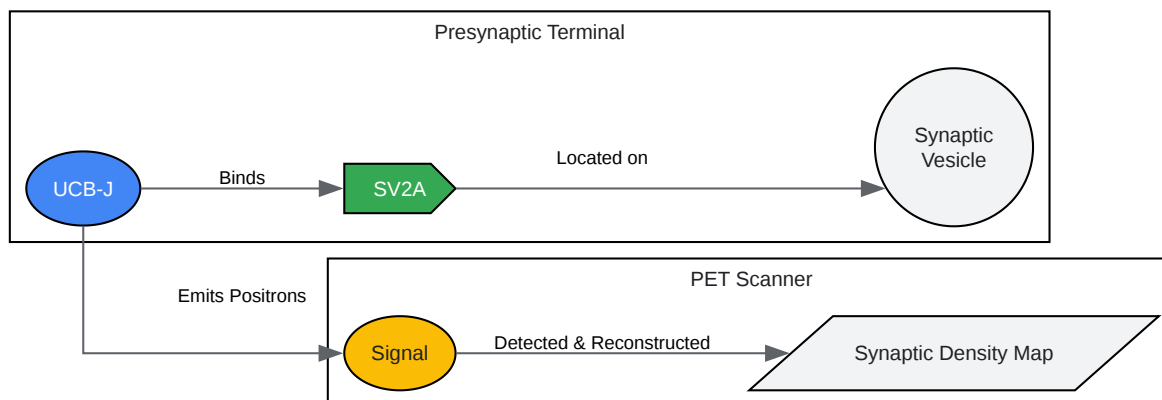 Presynaptic Terminal
UCB-J
Binds
SV2A
Located on
Synaptic
Vesicle
Emits Positrons
PET Scanner
Signal
Detected & Reconstructed
Synaptic Density Map